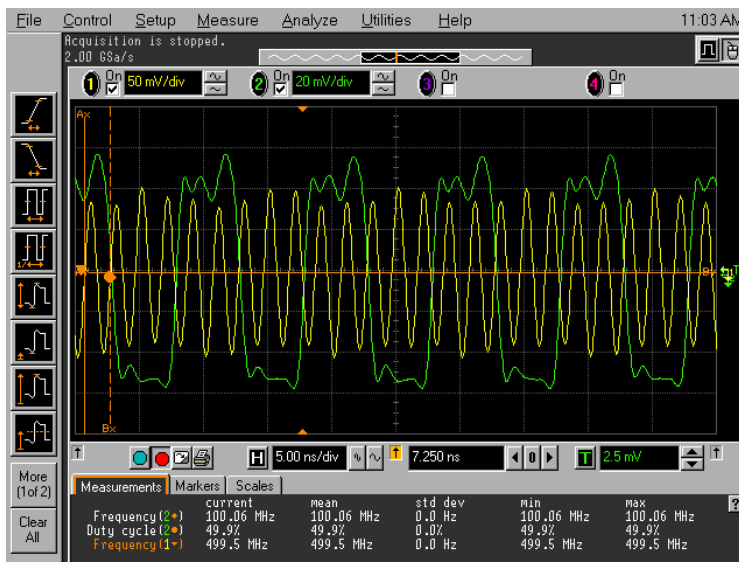 File Control Setup Measure Analyze Utilities Help 11:03 AM
Acquisition is stopped.
2.00 GSa/s
1 On 50 mV/div 2 On 20 mV/div 3 On 4 On
Ax
Bx
H 5.00 ns/div 7.250 ns 0 T 2.5 mV
More
(1of 2)
Clear
All
Measurements Markers Scales
current mean std dev min max
Frequency(2) 100.06 MHz 100.06 MHz 0.0 Hz 100.06 MHz 100.06 MHz
Duty cycle(2) 49.9% 49.9% 0.0% 49.9% 49.9%
Frequency(1) 499.5 MHz 499.5 MHz 0.0 Hz 499.5 MHz 499.5 MHz
?